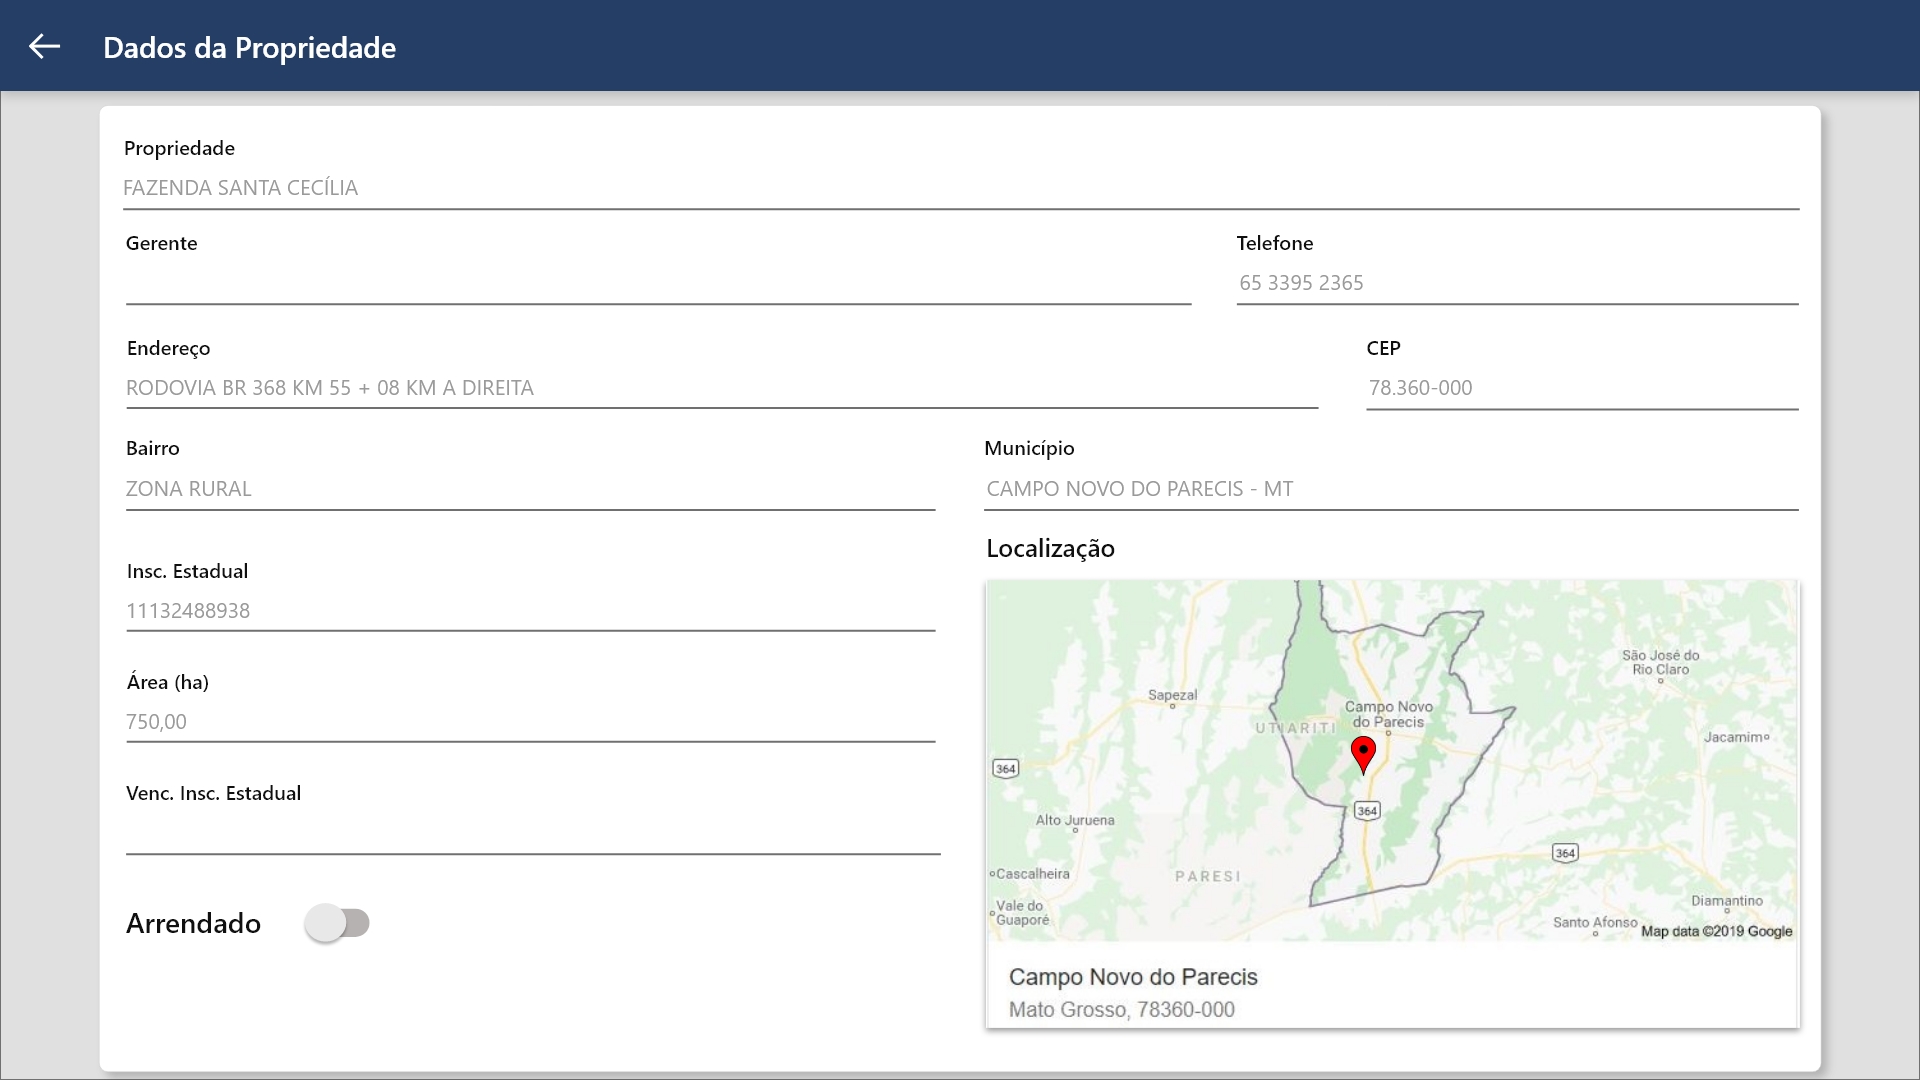 Dados da Propriedade
Propriedade
FAZENDA SANTA CECÍLIA
Gerente
Telefone
65 3395 2365
Endereço
RODOVIA BR 368 KM 55 + 08 KM A DIREITA
CEP
78.360-000
Bairro
ZONA RURAL
Município
CAMPO NOVO DO PARECIS - MT
Insc. Estadual
11132488938
Área (ha)
750,00
Venc. Insc. Estadual
Arrendado
Localização
São José do
Rio Claro
Sapezal
Campo Novo
do Parecis
UTIARITI
Jacamim
364
364
Alto Juruena
364
Cascalheira
PARESI
Vale do
Guaporé
Diamantino
Santo Afonso
Map data ©2019 Google
Campo Novo do Parecis
Mato Grosso, 78360-000